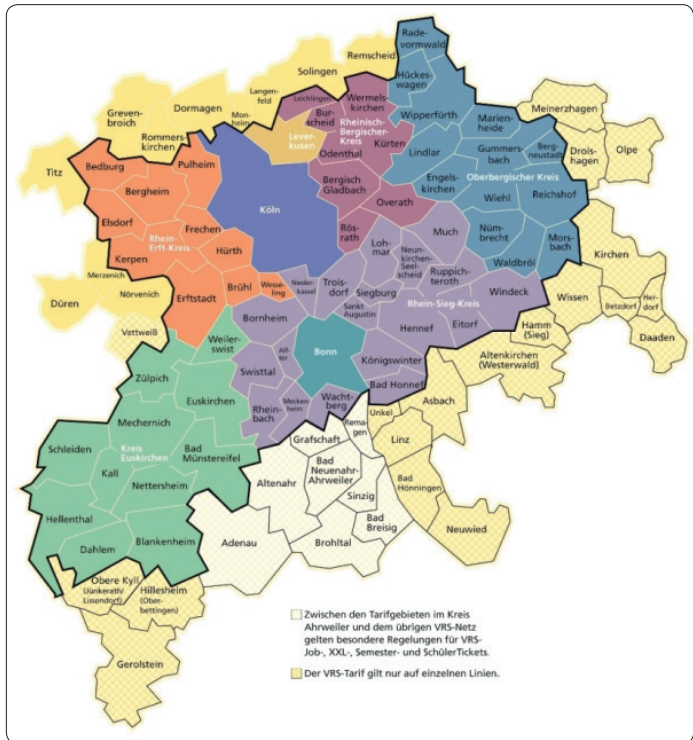 Rade-
vormwald
Remscheid
Hückes-
wagen
Solingen
Langen-
feld
Leichlingen
Wermels-
kirchen
Meinerzhagen
Dormagen
Mon-
heim
Greven-
broich
Rommers-
kirchen
Bur-
scheid
Rheinisch-
Bergischer-
Kreis
Wipperfürth
Marien-
heide
Lever-
kusen
Odenthal
Kürten
Lindlar
Gummers-
bach
Berg-
neustadt
Drols-
hagen
Olpe
Titz
Bedburg
Pulheim
Bergheim
Bergisch
Gladbach
Engels-
kirchen
Oberbergischer Kreis
Wiehl
Reichshof
Köln
Overath
Elsdorf
Frechen
Rhein-
Erft-Kreis
Kerpen
Hürth
Rös-
rath
Much
Nüm-
brecht
Mors-
bach
Waldbröl
Kirchen
Merzenich
Nörvenich
Düren
Erftstadt
Brühl
Wesse-
ling
Nieder-
kassel
Loh-
mar
Neun-
kirchen-
Seel-
scheid
Ruppich-
teroth
Trois-
dorf
Siegburg
Sankt
Augustin
Rhein-Sieg-Kreis
Windeck
Wissen
Betzdorf
Her-
dorf
Daaden
Vettweiß
Weiler-
swist
Bornheim
Alf-
ter
Bonn
Hennef
Eitorf
Hamm
(Sieg)
Altenkirchen
(Westerwald)
Zülpich
Euskirchen
Swisttal
Königswinter
Rhein-
bach
Mecken-
heim
Wacht-
berg
Bad Honnef
Asbach
Mechernich
Schleiden
Kreis
Euskirchen
Bad
Münstereifel
Kall
Nettersheim
Grafschaft
Rema-
gen
Unkel
Linz
Altenahr
Bad
Neuenahr-
Ahrweiler
Sinzig
Bad
Hönningen
Hellenthal
Dahlem
Blankenheim
Adenau
Brohltal
Bad
Breisig
Neuwied
Obere Kyll
(Jünkerath/
Lissendorf)
Hillesheim
(Ober-
bettingen)
Gerolstein
Zwischen den Tarifgebieten im Kreis
Ahrweiler und dem übrigen VRS-Netz
gelten besondere Regelungen für VRS-
Job-, XXL-, Semester- und SchülerTickets.
Der VRS-Tarif gilt nur auf einzelnen Linien.